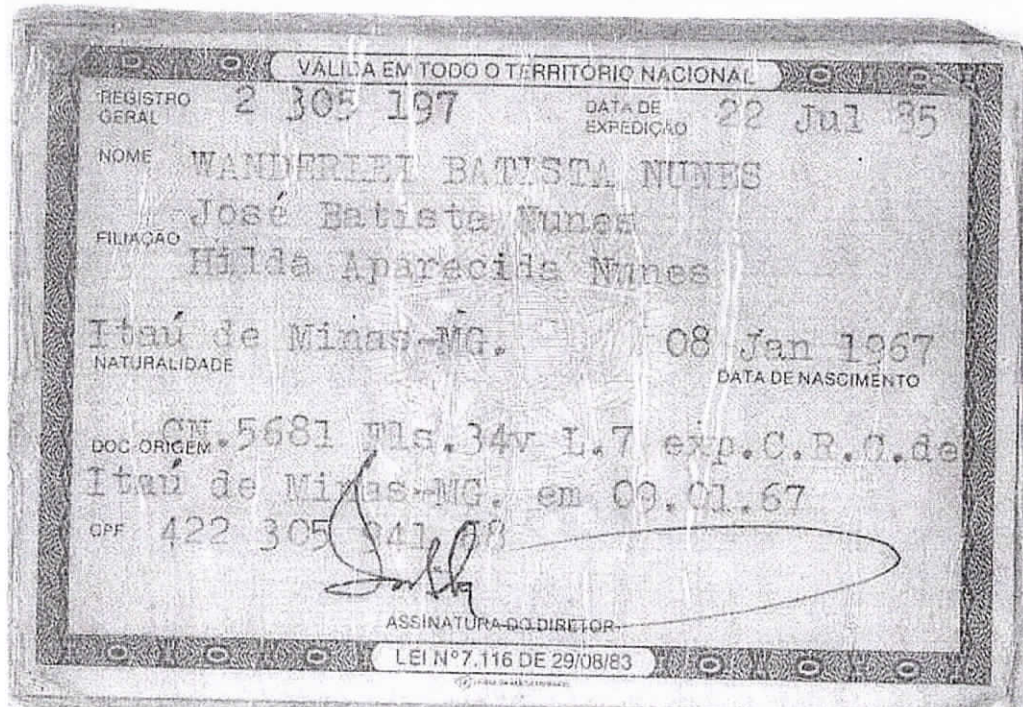 VÁLIDA EM TODO O TERRITÓRIO NACIONAL
REGISTRO GERAL 2 305 197 DATA DE EXPEDIÇÃO 22 Jul 85
NOME WANDERLEI BATISTA NUNES
José Batista Nunes
FILIAÇÃO
Hilda Aparecida Nunes
Itaú de Minas-MG. 08 Jan 1967
NATURALIDADE DATA DE NASCIMENTO
DOC ORIGEM CN 5681 Fls.34v L.7 exp.C.R.C.de
Itaú de Minas-MG. em 09.01.67
CPF 422 305 341
ASSINATURA DO DIRETOR
LEI Nº 7.116 DE 29/08/83